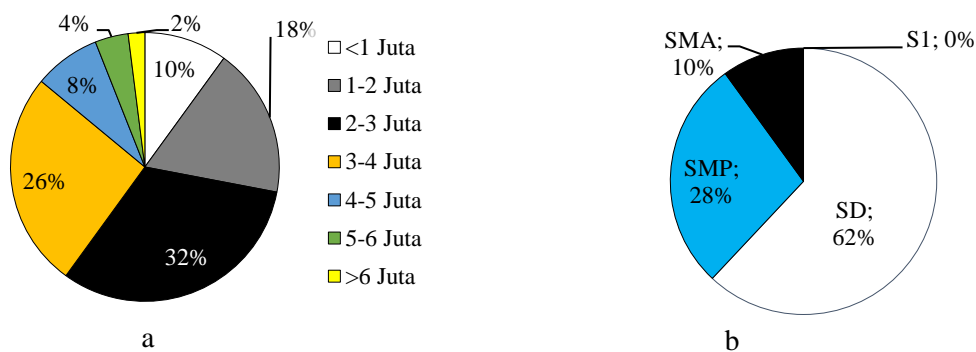 4%
2%
18%
10%
8%
26%
32%
<1 Juta
1-2 Juta
2-3 Juta
3-4 Juta
4-5 Juta
5-6 Juta
>6 Juta
a
SMA;
10%
S1; 0%
SMP;
28%
SD;
62%
b